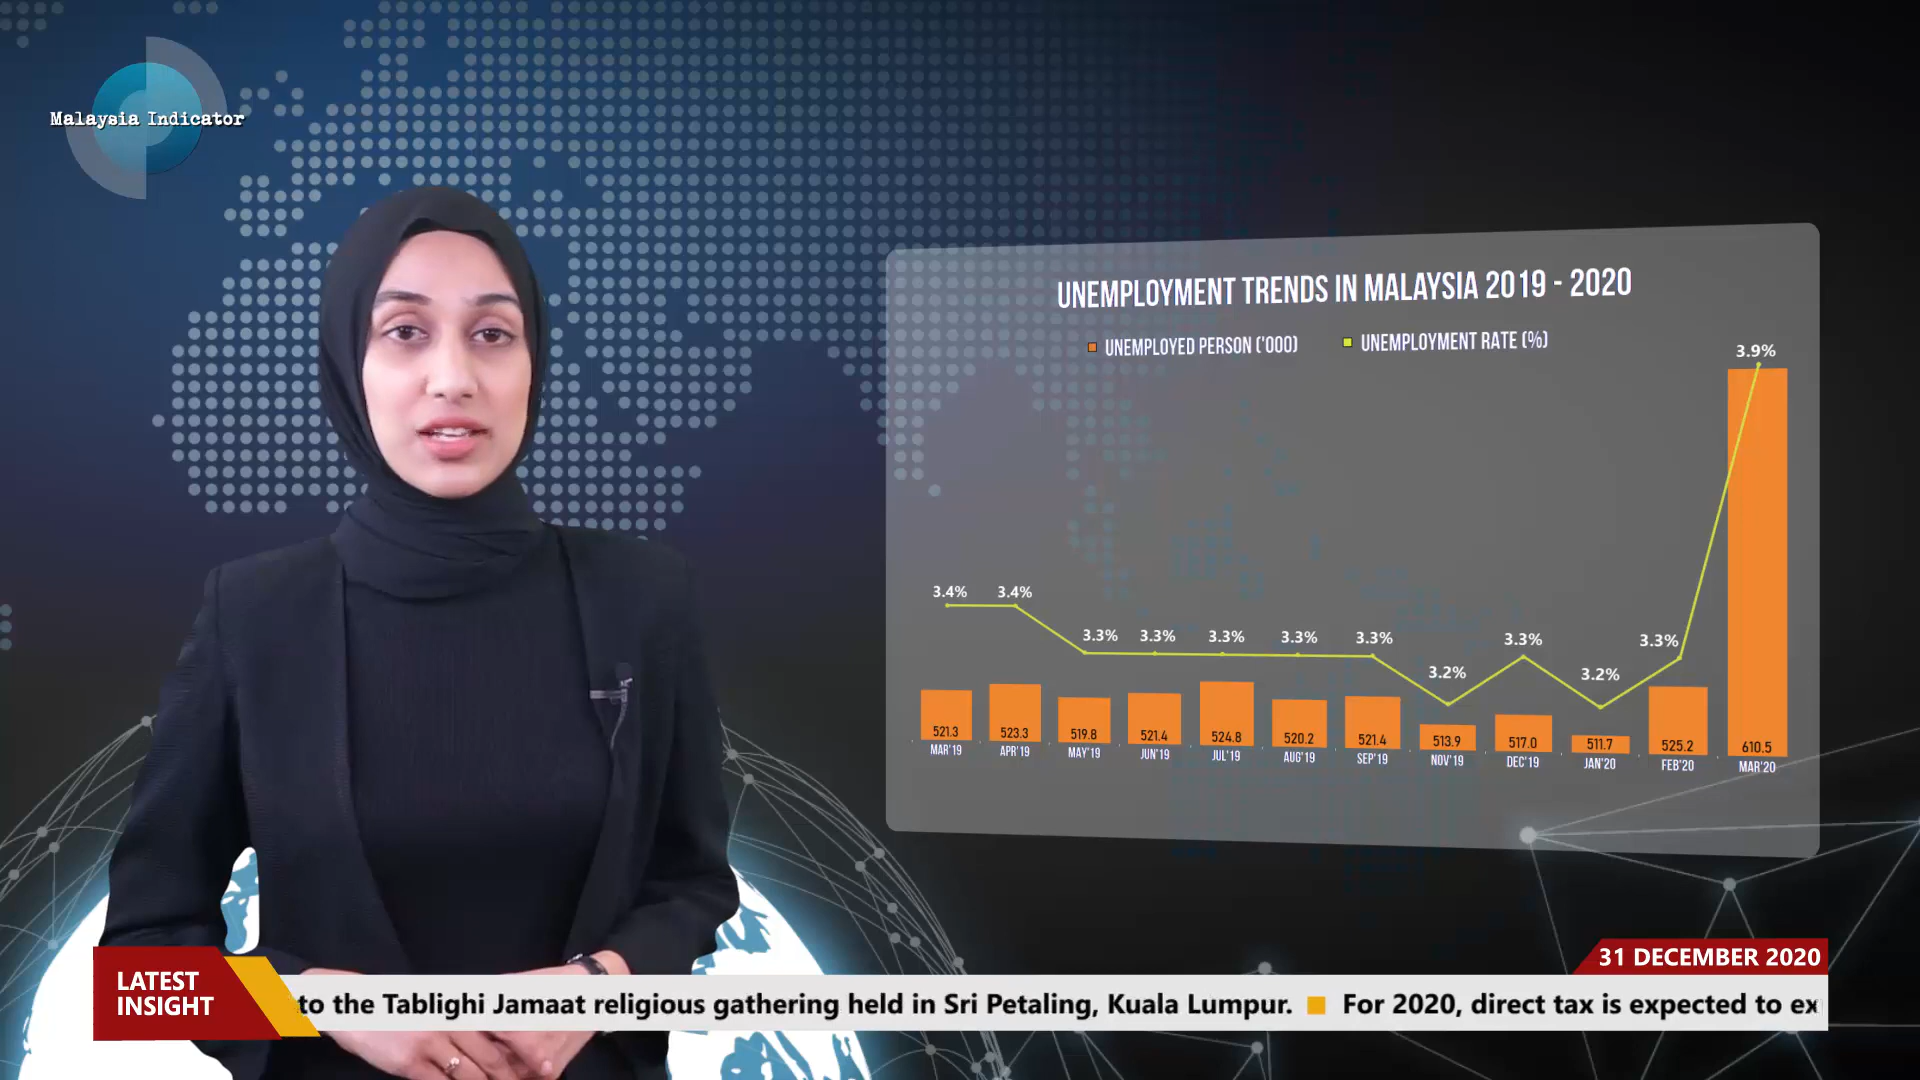 Malaysia Indicator
UNEMPLOYMENT TRENDS IN MALAYSIA 2019 - 2020
UNEMPLOYED PERSON ('000) UNEMPLOYMENT RATE (%)
3.9%
3.4% 3.4%
3.3% 3.3% 3.3% 3.3% 3.3% 3.2% 3.3% 3.2% 3.3%
521.3 523.3 519.8 521.4 524.8 520.2 521.4 513.9 517.0 511.7 525.2 610.5
MAR'19 APR'19 MAY'19 JUN'19 JUL'19 AUG'19 SEP'19 NOV'19 DEC'19 JAN'20 FEB'20 MAR'20
31 DECEMBER 2020
LATEST
INSIGHT
to the Tablighi Jamaat religious gathering held in Sri Petaling, Kuala Lumpur. For 2020, direct tax is expected to ex